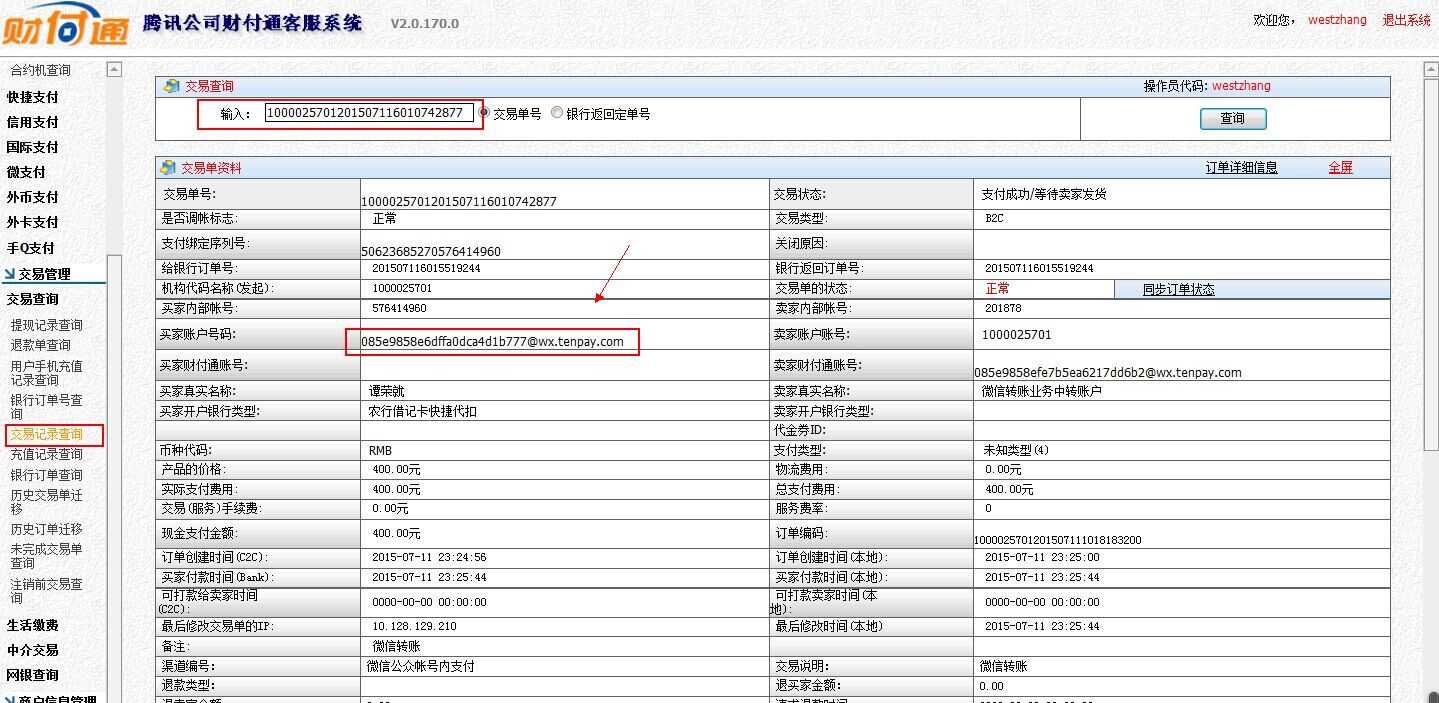 财付通 腾讯公司财付通客服系统 V2.0.170.0 欢迎您， westzhang 退出系统
合约机查询
快捷支付
信用支付
国际支付
微支付
外币支付
外卡支付
手Q支付
交易管理
交易查询
提现记录查询
退款单查询
用户手机充值
记录查询
银行订单号查
询
交易记录查询
充值记录查询
银行订单查询
历史交易单迁
移
历史订单迁移
未完成交易单
查询
注销前交易查
询
生活缴费
中介交易
网银查询
商户信息管理
交易查询 操作员代码: westzhang
输入： 1000025701201507116010742877 交易单号 银行返回定单号 查询
交易单资料 订单详细信息 全屏
交易单号: 1000025701201507116010742877 交易状态: 支付成功/等待卖家发货
是否调帐标志: 正常 交易类型: B2C
支付绑定序列号: 50623685270576414960 关闭原因:
给银行订单号: 201507116015519244 银行返回订单号: 201507116015519244
机构代码名称(发起): 1000025701 交易单的状态: 正常 同步订单状态
买家内部帐号: 576414960 卖家内部帐号: 201878
买家账户号码: 085e9858e6dffa0dca4d1b777@wx.tenpay.com 卖家账户账号: 1000025701
买家财付通账号: 卖家财付通账号: 085e9858efe7b5ea6217dd6b2@wx.tenpay.com
买家真实名称: 谭荣就 卖家真实名称: 微信转账业务中转账户
买家开户银行类型: 农行借记卡快捷代扣 卖家开户银行类型:
代金券ID:
币种代码: RMB 支付类型: 未知类型(4)
产品的价格: 400.00元 物流费用: 0.00元
实际支付费用: 400.00元 总支付费用: 400.00元
交易(服务)手续费: 0.00元 服务费率: 0
现金支付金额: 400.00元 订单编码: 1000025701201507111018183200
订单创建时间(C2C): 2015-07-11 23:24:56 订单创建时间(本地): 2015-07-11 23:25:00
买家付款时间(Bank): 2015-07-11 23:25:44 买家付款时间(本地): 2015-07-11 23:25:44
可打款给卖家时间
(C2C): 0000-00-00 00:00:00 可打款卖家时间(本
地): 0000-00-00 00:00:00
最后修改交易单的IP: 10.128.129.210 最后修改时间(本地) 2015-07-11 23:25:44
备注: 微信转账
渠道编号: 微信公众帐号内支付 交易说明: 微信转账
退款类型: 退买家金额: 0.00